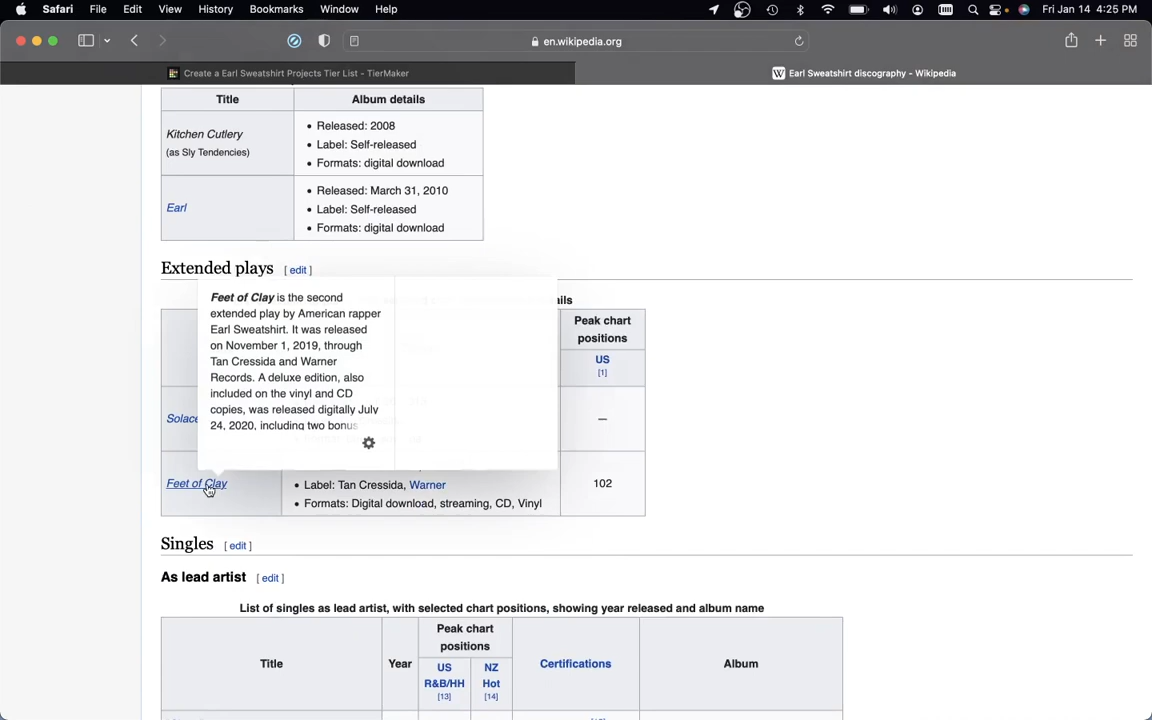 Safari File Edit View History Bookmarks Window Help Fri Jan 14 4:25 PM
en.wikipedia.org
Create a Earl Sweatshirt Projects Tier List - TierMaker
Earl Sweatshirt discography - Wikipedia
Title Album details
Kitchen Cutlery
(as Sly Tendencies)
• Released: 2008
• Label: Self-released
• Formats: digital download
Earl
• Released: March 31, 2010
• Label: Self-released
• Formats: digital download
Extended plays [ edit ]
Feet of Clay is the second
extended play by American rapper
Earl Sweatshirt. It was released
on November 1, 2019, through
Tan Cressida and Warner
Records. A deluxe edition, also
included on the vinyl and CD
copies, was released digitally July
24, 2020, including two bonus
ails
Peak chart
positions
US
[1]
Solace
—
Feet of Clay
• Label: Tan Cressida, Warner
• Formats: Digital download, streaming, CD, Vinyl
102
Singles [ edit ]
As lead artist [ edit ]
List of singles as lead artist, with selected chart positions, showing year released and album name
Title
Year
Peak chart
positions
US
R&B/HH
[13]
NZ
Hot
[14]
Certifications
Album